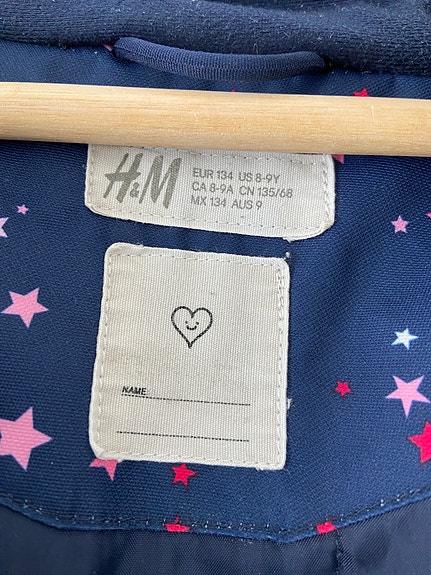 H&M
EUR 134 US 8-9Y
CA 8-9A CN 135/68
MX 134 AUS 9
NAME